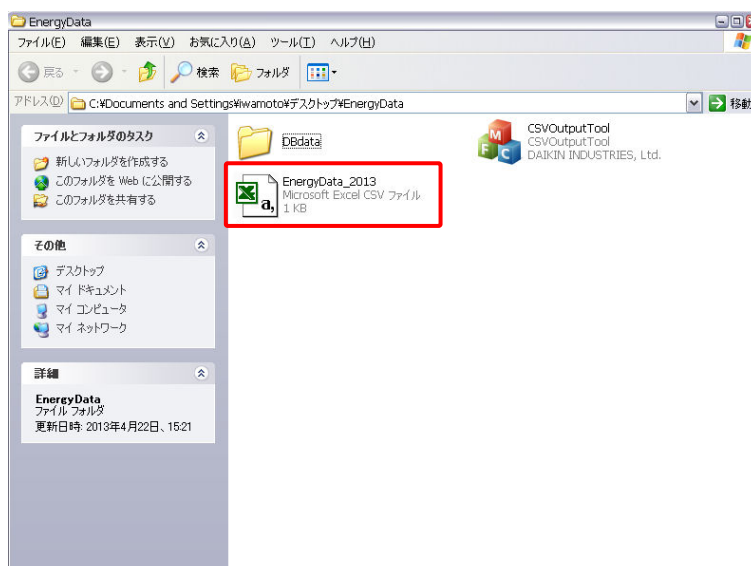 EnergyData
ファイル(F) 編集(E) 表示(V) お気に入り(A) ツール(T) ヘルプ(H)
戻る 検索 フォルダ
アドレス(D) C:¥Documents and Settings¥iwamoto¥デスクトップ¥EnergyData 移動
ファイルとフォルダのタスク
新しいフォルダを作成する
このフォルダを Web に公開する
このフォルダを共有する
その他
デスクトップ
マイ ドキュメント
マイ コンピュータ
マイ ネットワーク
詳細
EnergyData
ファイル フォルダ
更新日時: 2013年4月22日、15:21
DBdata
CSVOutputTool
CSVOutputTool
DAIKIN INDUSTRIES, Ltd.
EnergyData_2013
Microsoft Excel CSV ファイル
1 KB
a,
M
F C